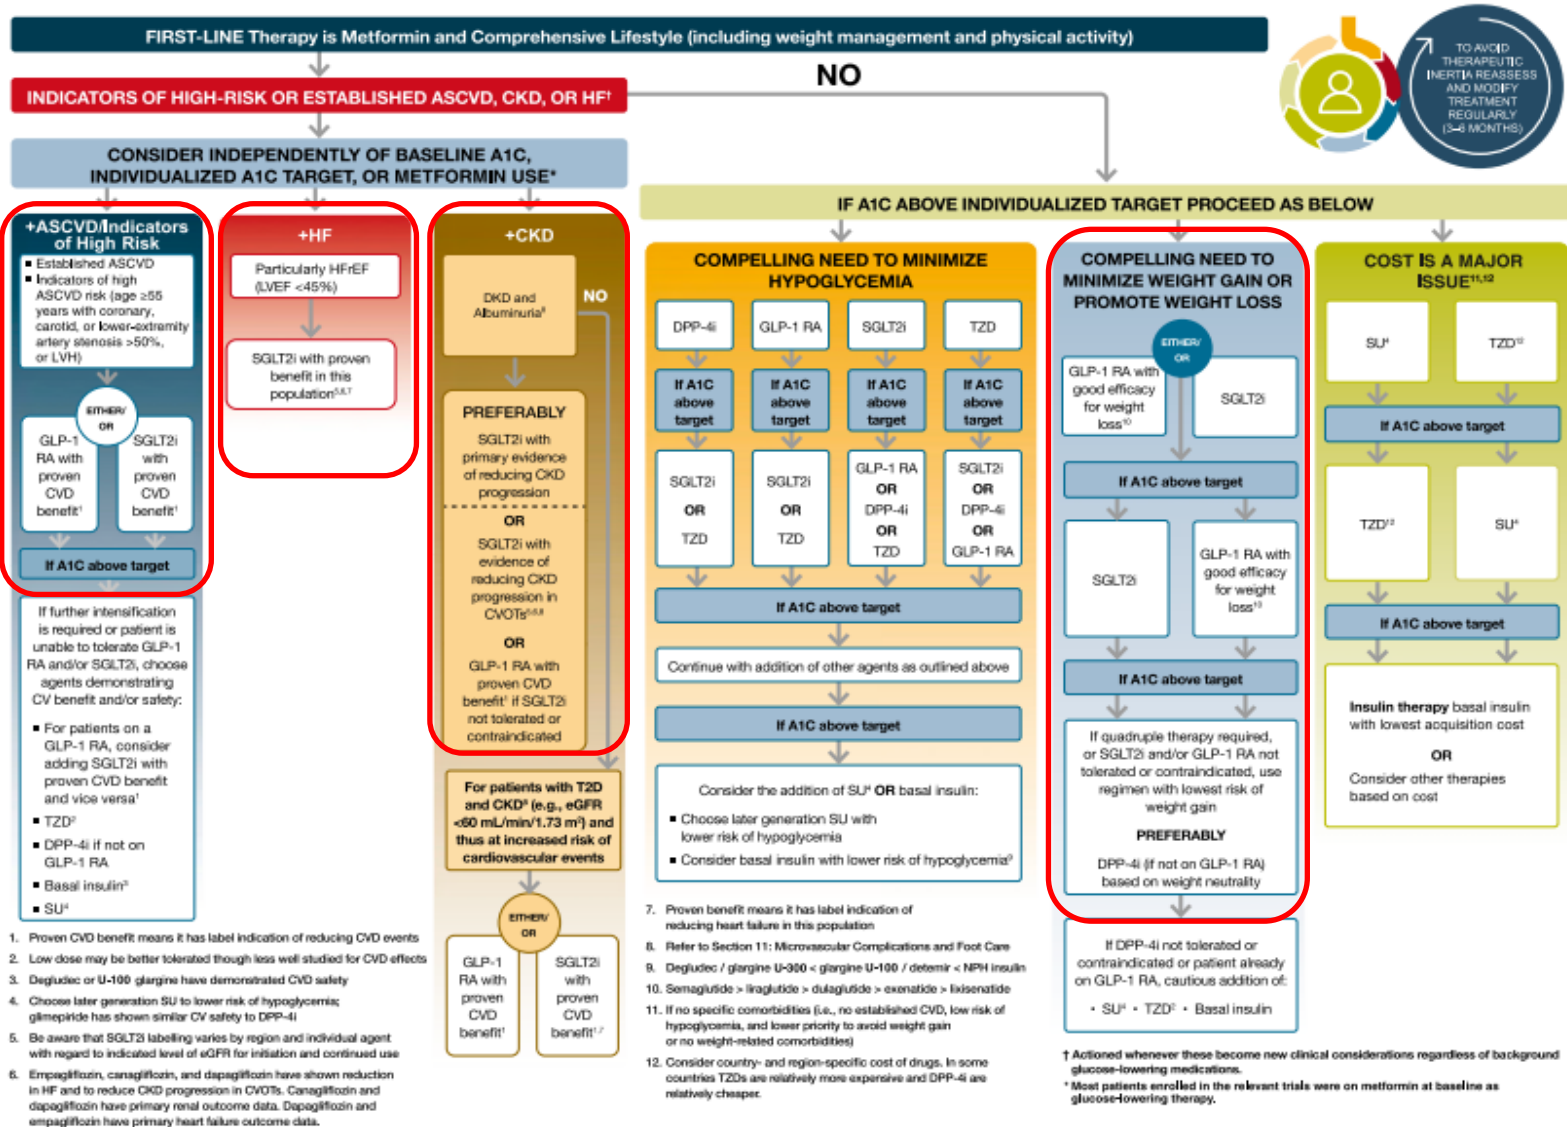 FIRST-LINE Therapy is Metformin and Comprehensive Lifestyle (including weight management and physical activity)
TO AVOID
THERAPEUTIC
INERTIA REASSESS
AND MODIFY
TREATMENT
REGULARLY
(3–6 MONTHS)
NO
INDICATORS OF HIGH-RISK OR ESTABLISHED ASCVD, CKD, OR HF†
CONSIDER INDEPENDENTLY OF BASELINE A1C,
INDIVIDUALIZED A1C TARGET, OR METFORMIN USE*
+ASCVD/Indicators
of High Risk
■ Established ASCVD
■ Indicators of high
ASCVD risk (age ≥55
years with coronary,
carotid, or lower-extremity
artery stenosis >50%,
or LVH)
EITHER/
OR
GLP-1
RA with
proven
CVD
benefit¹
SGLT2i
with
proven
CVD
benefit¹
If A1C above target
If further intensification
is required or patient is
unable to tolerate GLP-1
RA and/or SGLT2i, choose
agents demonstrating
CV benefit and/or safety:
■ For patients on a
GLP-1 RA, consider
adding SGLT2i with
proven CVD benefit
and vice versa¹
■ TZD²
■ DPP-4i if not on
GLP-1 RA
■ Basal insulin³
■ SU⁴
+HF
Particularly HFrEF
(LVEF <45%)
SGLT2i with proven
benefit in this
population⁵,⁶,⁷
+CKD
DKD and
Albuminuria⁸
NO
PREFERABLY
SGLT2i with
primary evidence
of reducing CKD
progression
OR
SGLT2i with
evidence of
reducing CKD
progression in
CVOTs⁵,⁶,⁸
OR
GLP-1 RA with
proven CVD
benefit¹ if SGLT2i
not tolerated or
contraindicated
For patients with T2D
and CKD⁸ (e.g., eGFR
<60 mL/min/1.73 m²) and
thus at increased risk of
cardiovascular events
EITHER/
OR
GLP-1
RA with
proven
CVD
benefit¹
SGLT2i
with
proven
CVD
benefit¹,⁷
IF A1C ABOVE INDIVIDUALIZED TARGET PROCEED AS BELOW
COMPELLING NEED TO MINIMIZE
HYPOGLYCEMIA
DPP-4i
GLP-1 RA
SGLT2i
TZD
If A1C
above
target
If A1C
above
target
If A1C
above
target
If A1C
above
target
SGLT2i
OR
TZD
SGLT2i
OR
TZD
GLP-1 RA
OR
DPP-4i
OR
TZD
SGLT2i
OR
DPP-4i
OR
GLP-1 RA
If A1C above target
Continue with addition of other agents as outlined above
If A1C above target
Consider the addition of SU⁴ OR basal insulin:
■ Choose later generation SU with
lower risk of hypoglycemia
■ Consider basal insulin with lower risk of hypoglycemia⁹
COMPELLING NEED TO
MINIMIZE WEIGHT GAIN OR
PROMOTE WEIGHT LOSS
EITHER/
OR
GLP-1 RA with
good efficacy
for weight
loss¹⁰
SGLT2i
If A1C above target
SGLT2i
GLP-1 RA with
good efficacy
for weight
loss¹⁰
If A1C above target
If quadruple therapy required,
or SGLT2i and/or GLP-1 RA not
tolerated or contraindicated, use
regimen with lowest risk of
weight gain
PREFERABLY
DPP-4i (if not on GLP-1 RA)
based on weight neutrality
If DPP-4i not tolerated or
contraindicated or patient already
on GLP-1 RA, cautious addition of:
• SU⁴ • TZD² • Basal insulin
COST IS A MAJOR
ISSUE¹¹,¹²
SU⁴
TZD¹²
If A1C above target
TZD¹²
SU⁴
If A1C above target
Insulin therapy basal insulin
with lowest acquisition cost
OR
Consider other therapies
based on cost
1. Proven CVD benefit means it has label indication of reducing CVD events
2. Low dose may be better tolerated though less well studied for CVD effects
3. Degludec or U-100 glargine have demonstrated CVD safety
4. Choose later generation SU to lower risk of hypoglycemia;
glimepiride has shown similar CV safety to DPP-4i
5. Be aware that SGLT2i labelling varies by region and individual agent
with regard to indicated level of eGFR for initiation and continued use
6. Empagliflozin, canagliflozin, and dapagliflozin have shown reduction
in HF and to reduce CKD progression in CVOTs. Canagliflozin and
dapagliflozin have primary renal outcome data. Dapagliflozin and
empagliflozin have primary heart failure outcome data.
7. Proven benefit means it has label indication of
reducing heart failure in this population
8. Refer to Section 11: Microvascular Complications and Foot Care
9. Degludec / glargine U-300 < glargine U-100 / detemir < NPH insulin
10. Semaglutide > liraglutide > dulaglutide > exenatide > lixisenatide
11. If no specific comorbidities (i.e., no established CVD, low risk of
hypoglycemia, and lower priority to avoid weight gain
or no weight-related comorbidities)
12. Consider country- and region-specific cost of drugs. In some
countries TZDs are relatively more expensive and DPP-4i are
relatively cheaper.
† Actioned whenever these become new clinical considerations regardless of background
glucose-lowering medications.
* Most patients enrolled in the relevant trials were on metformin at baseline as
glucose-lowering therapy.